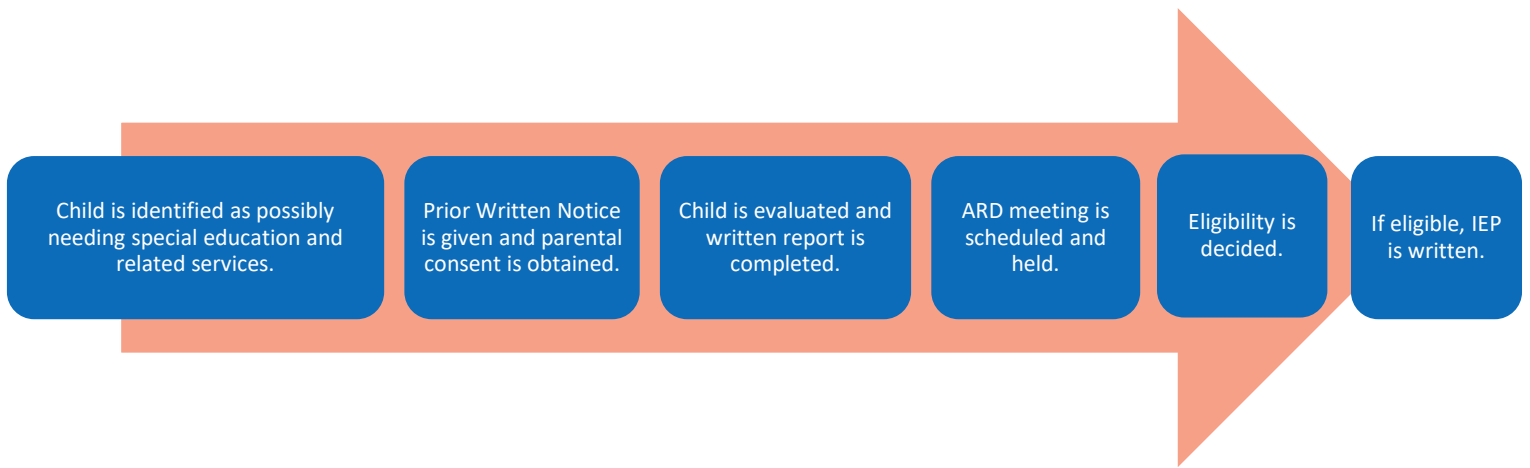 Child is identified as possibly
needing special education and
related services.
Prior Written Notice
is given and parental
consent is obtained.
Child is evaluated and
written report is
completed.
ARD meeting is
scheduled and
held.
Eligibility is
decided.
If eligible, IEP
is written.